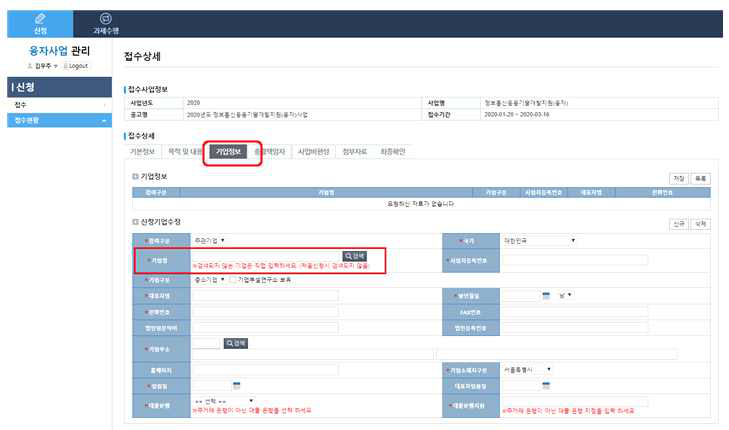 신청
과제수행
융자사업 관리
김우주 Logout
신청
접수
접수현황
접수상세
접수사업정보
사업년도 2020 사업명 정보통신응용기술개발지원(융자)
공고명 2020년도 정보통신응용기술개발지원(융자)사업 접수기간 2020-01-20 ~ 2020-03-16
접수상세
기본정보 목적 및 내용 기업정보 총괄책임자 사업비편성 첨부자료 최종확인
기업정보 저장 목록
참여구분 기업명 기업구분 사업자등록번호 대표자명 전화번호
요청하신 자료가 없습니다
신청기업수정 신규 삭제
*참여구분 주관기업 *국가 대한민국
*기업명 검색 *사업자등록번호
※검색되지 않는 기업은 직접 입력하세요.(처음신청시 검색되지 않음)
*기업구분 중소기업 기업부설연구소 보유
*대표자명 *생년월일 남
*전화번호 FAX번호
법인등록번호
*기업주소 검색
홈페이지 *기업소재지구분 서울특별시
*설립일
*대출은행 == 선택 == *대출은행지점
※주거래 은행이 아닌 대출 은행을 선택 하세요 ※주거래 은행이 아닌 대출 은행 지점을 입력 하세요